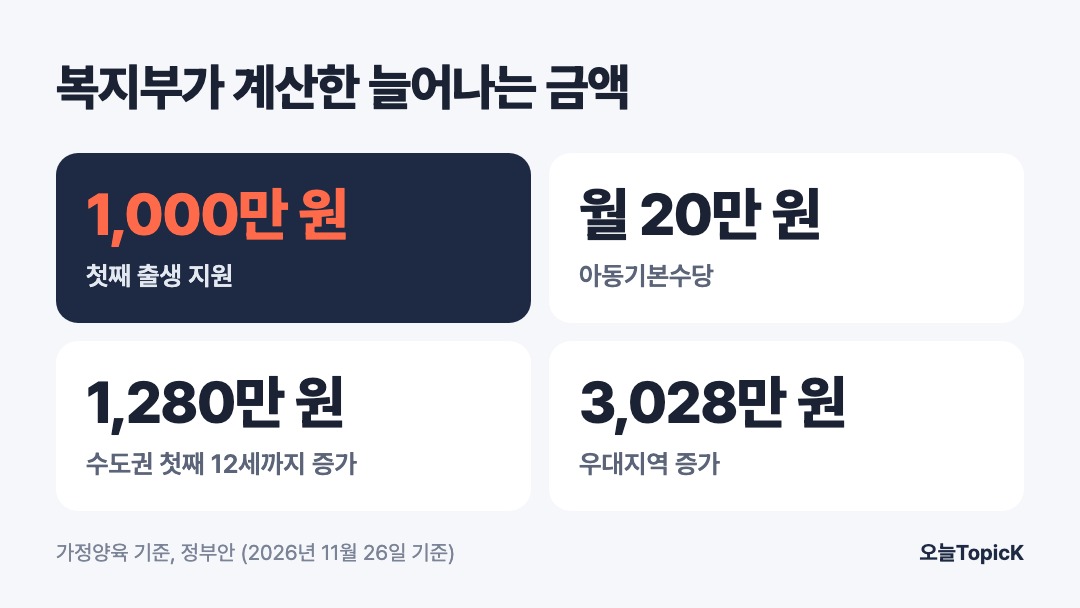 복지부가 계산한 늘어나는 금액
1,000만 원
첫째 출생 지원
월 20만 원
아동기본수당
1,280만 원
수도권 첫째 12세까지 증가
3,028만 원
우대지역 증가
가정양육 기준, 정부안 (2026년 11월 26일 기준)
오늘TopicK